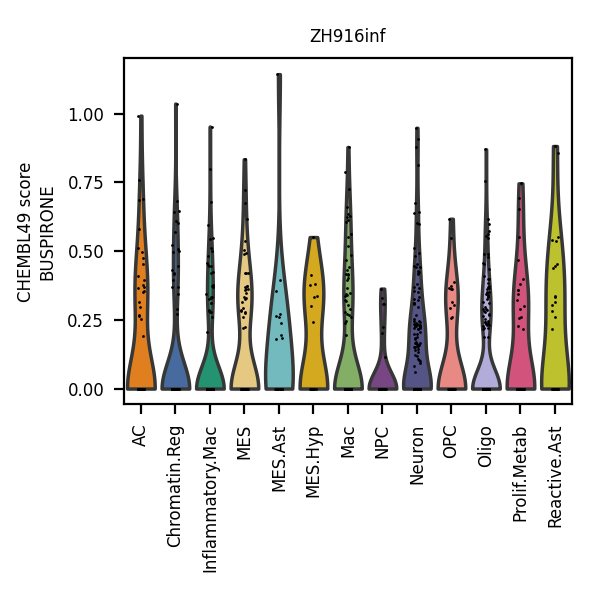 ZH916inf
CHEMBL49 score
BUSPIRONE
1.00
0.75
0.50
0.25
0.00
AC
Chromatin.Reg
Inflammatory.Mac
MES
MES.Ast
MES.Hyp
Mac
NPC
Neuron
OPC
Oligo
Prolif.Metab
Reactive.Ast